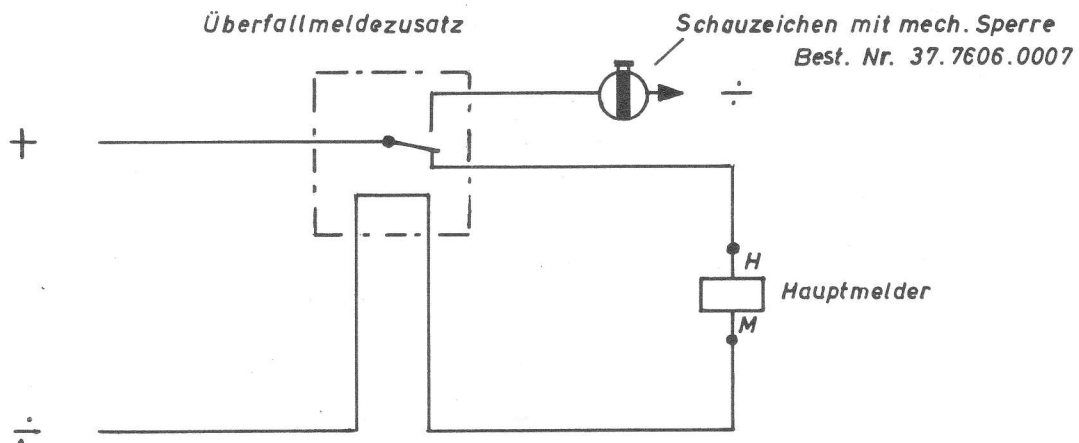 Überfallmeldezusatz
Schauzeichen mit mech. Sperre
Best. Nr. 37.7606.0007
÷
+
H
Hauptmelder
M
÷